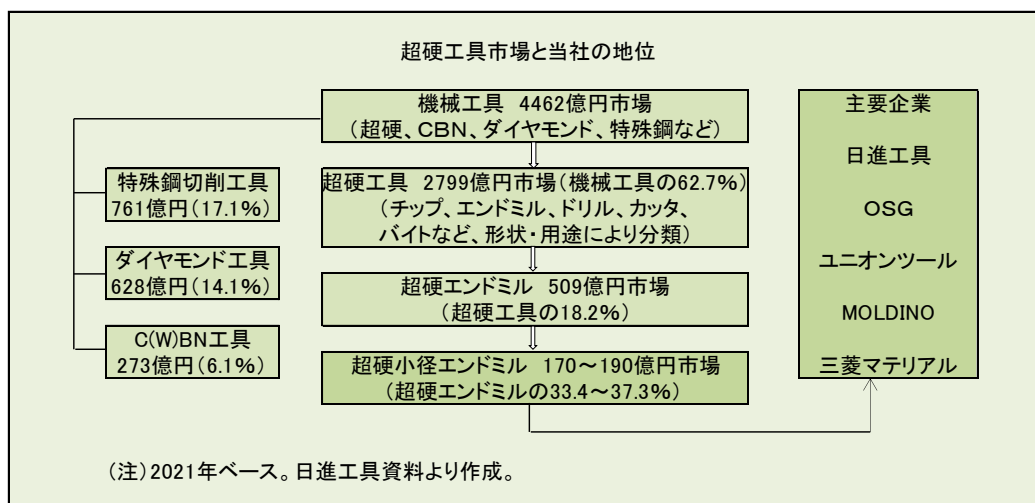 超硬工具市場と当社の地位
機械工具 4462億円市場
(超硬、CBN、ダイヤモンド、特殊鋼など)
超硬工具 2799億円市場(機械工具の62.7%)
(チップ、エンドミル、ドリル、カッタ、
バイトなど、形状・用途により分類)
超硬エンドミル 509億円市場
(超硬工具の18.2%)
超硬小径エンドミル 170~190億円市場
(超硬エンドミルの33.4~37.3%)
特殊鋼切削工具
761億円(17.1%)
ダイヤモンド工具
628億円(14.1%)
C(W)BN工具
273億円(6.1%)
主要企業
日進工具
OSG
ユニオンツール
MOLDINO
三菱マテリアル
(注)2021年ベース。日進工具資料より作成。